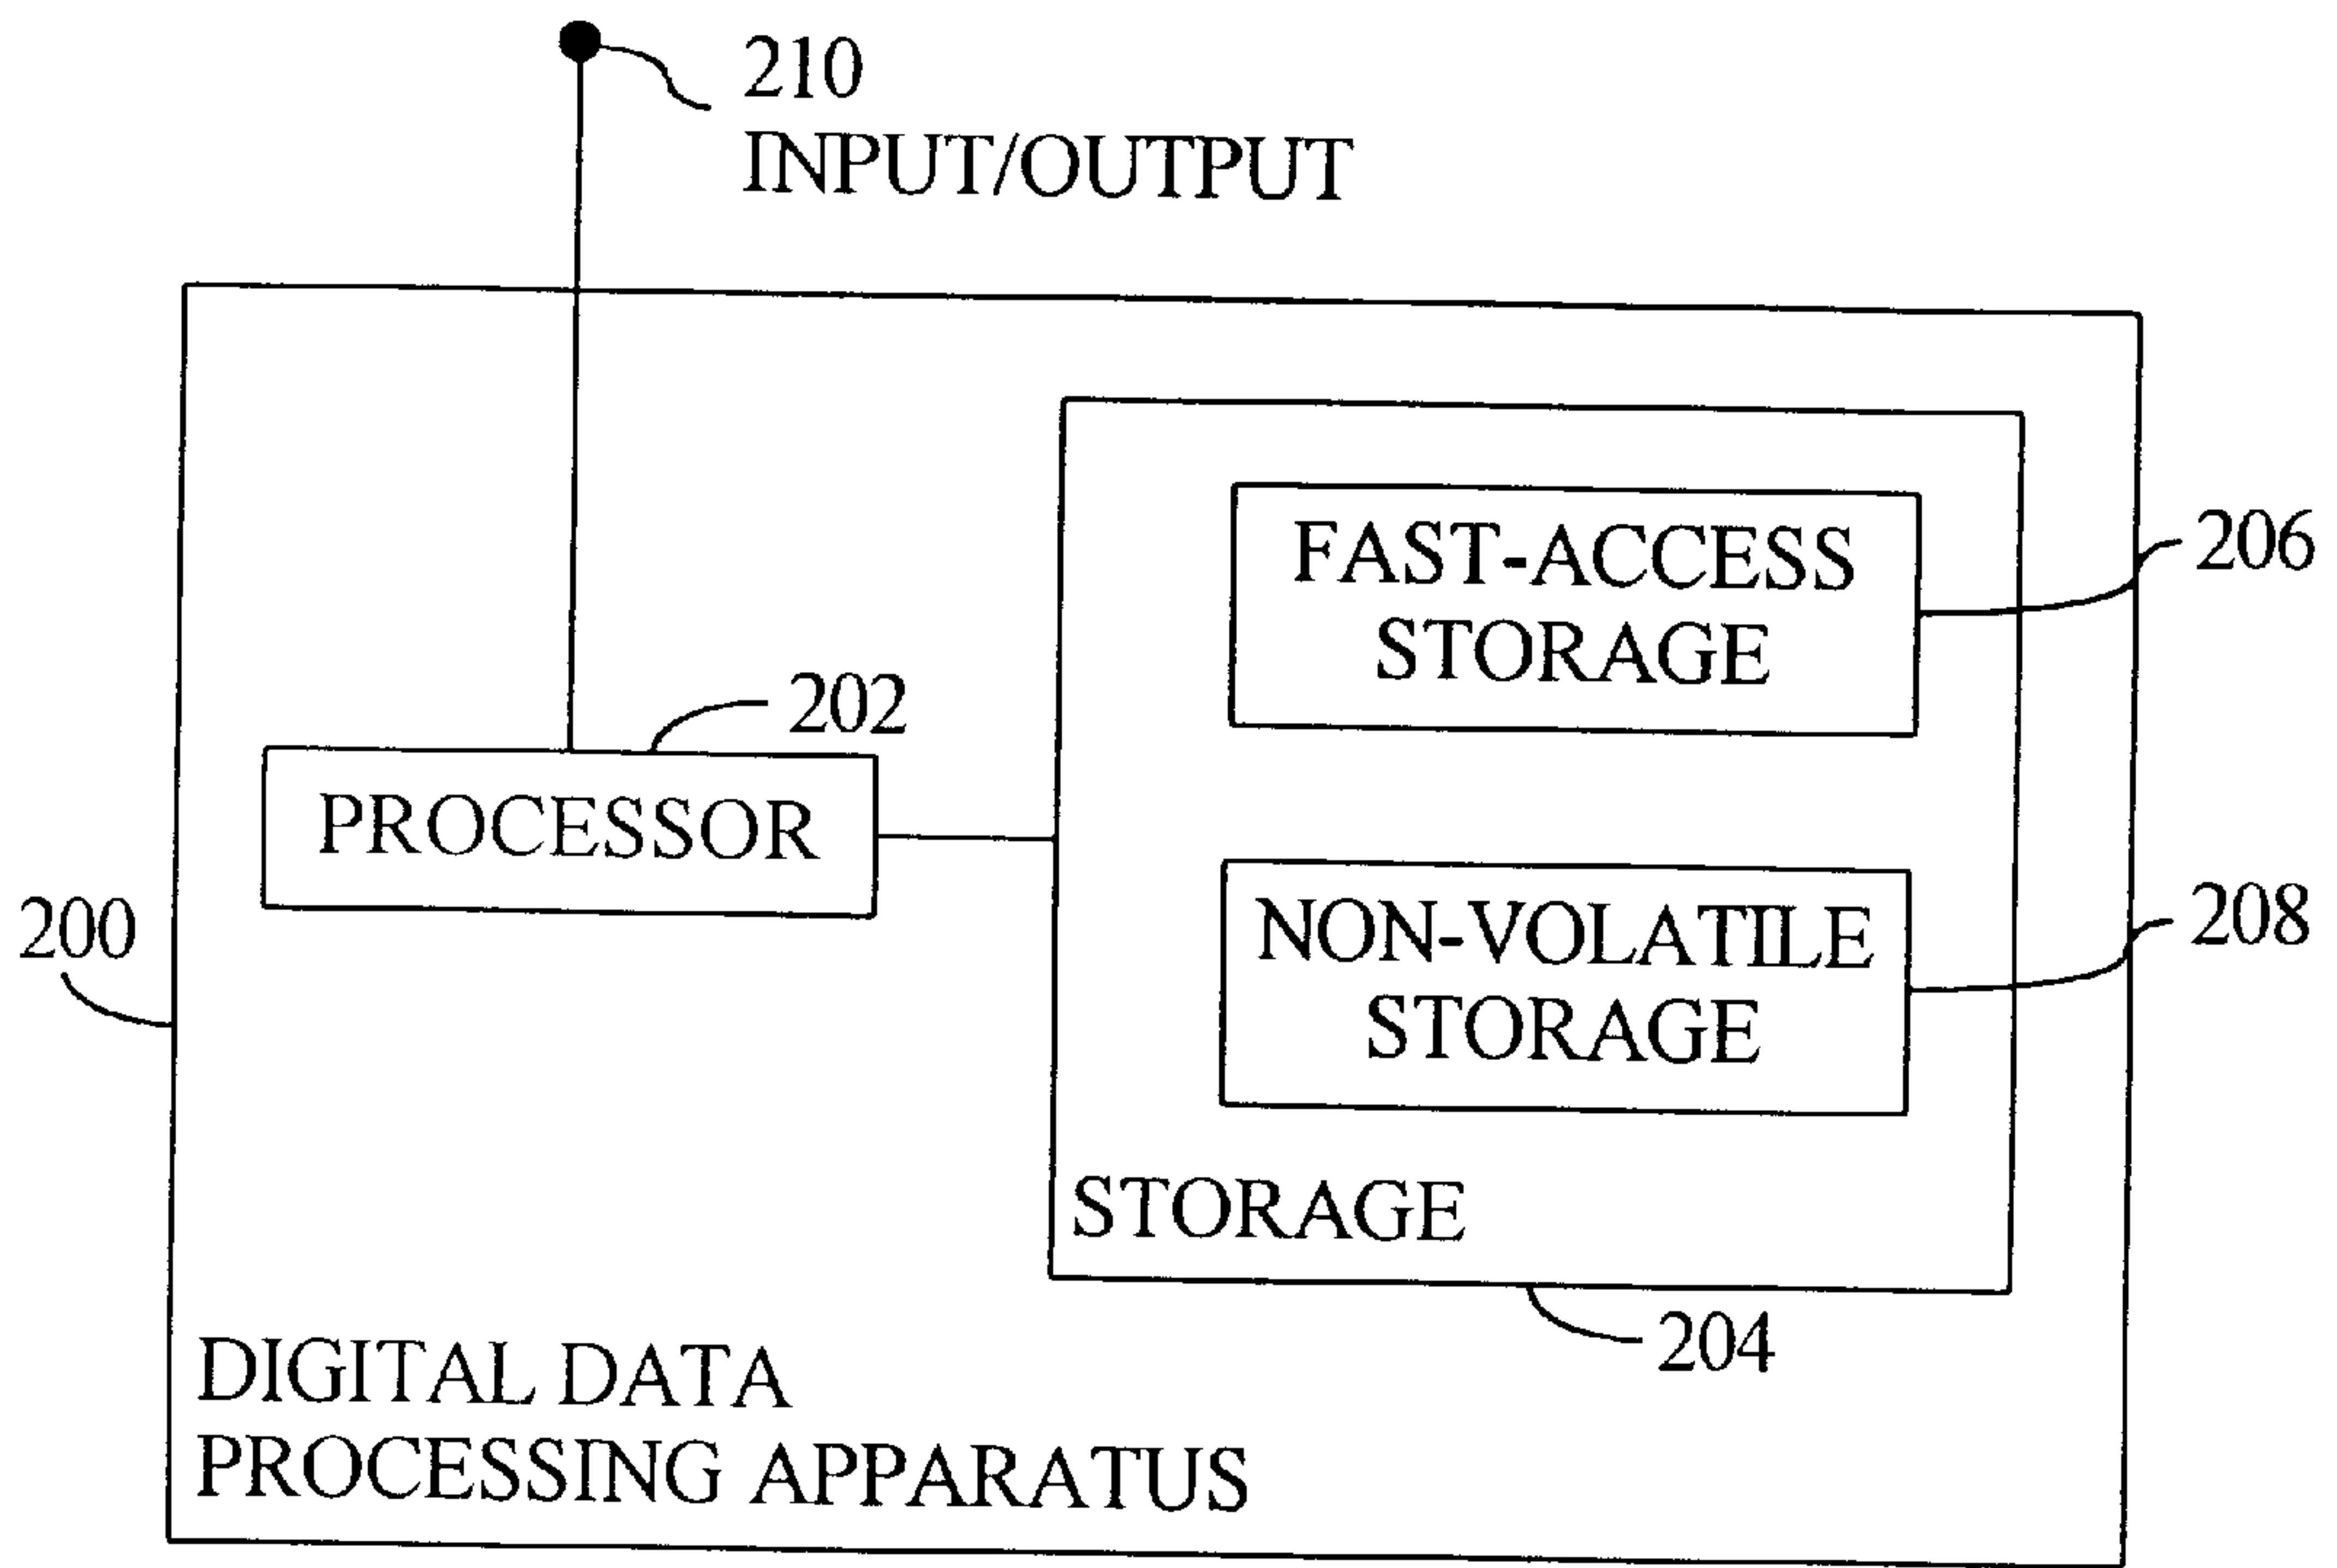 210
INPUT/OUTPUT
FAST-ACCESS
STORAGE
206
202
PROCESSOR
200
NON-VOLATILE
STORAGE
208
STORAGE
204
DIGITAL DATA
PROCESSING APPARATUS